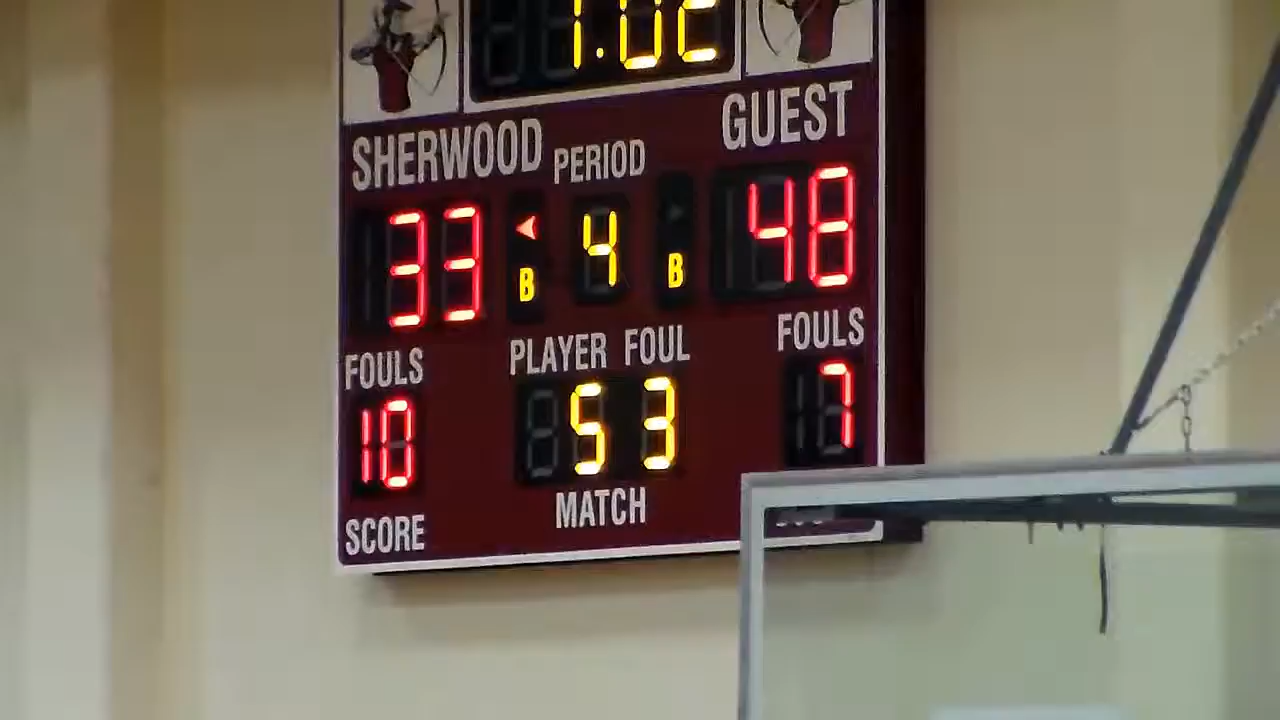 1:02
SHERWOOD PERIOD GUEST
33 B 4 B 48
FOULS PLAYER FOUL FOULS
10 53 7
SCORE MATCH